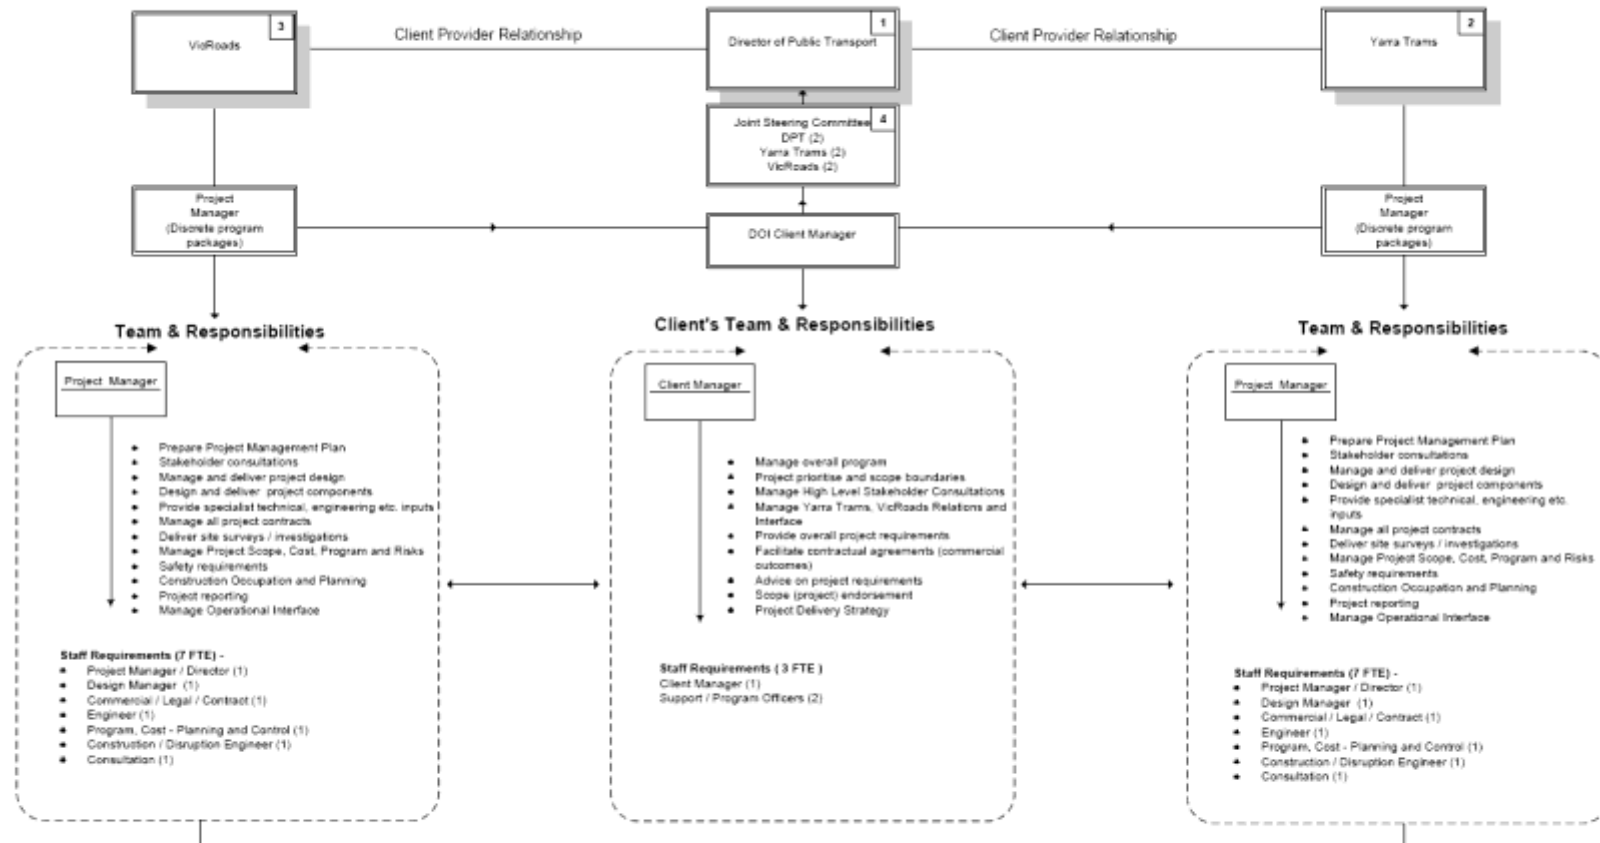 VicRoads
3
Client Provider Relationship
1
Director of Public Transport
Client Provider Relationship
2
Yarra Trams
4
Joint Steering Committee
DPT (2)
Yarra Trams (2)
VicRoads (2)
Project
Manager
(Discrete program
packages)
DOI Client Manager
Project
Manager
(Discrete program
packages)
Team & Responsibilities
Project Manager
Prepare Project Management Plan
Stakeholder consultations
Manage and deliver project design
Design and deliver project components
Provide specialist technical, engineering etc. inputs
Manage all project contracts
Deliver site surveys / investigations
Manage Project Scope, Cost, Program and Risks
Safety requirements
Construction Occupation and Planning
Project reporting
Manage Operational Interface
Staff Requirements (7 FTE) -
Project Manager / Director (1)
Design Manager (1)
Commercial / Legal / Contract (1)
Engineer (1)
Program, Cost - Planning and Control (1)
Construction / Disruption Engineer (1)
Consultation (1)
Client's Team & Responsibilities
Client Manager
Manage overall program
Project prioritise and scope boundaries
Manage High Level Stakeholder Consultations
Manage Yarra Trams, VicRoads Relations and
Interface
Provide overall project requirements
Facilitate contractual agreements (commercial
outcomes)
Advice on project requirements
Scope (project) endorsement
Project Delivery Strategy
Staff Requirements ( 3 FTE )
Client Manager (1)
Support / Program Officers (2)
Team & Responsibilities
Project Manager
Prepare Project Management Plan
Stakeholder consultations
Manage and deliver project design
Design and deliver project components
Provide specialist technical, engineering etc.
inputs
Manage all project contracts
Deliver site surveys / investigations
Manage Project Scope, Cost, Program and Risks
Safety requirements
Construction Occupation and Planning
Project reporting
Manage Operational Interface
Staff Requirements (7 FTE) -
Project Manager / Director (1)
Design Manager (1)
Commercial / Legal / Contract (1)
Engineer (1)
Program, Cost - Planning and Control (1)
Construction / Disruption Engineer (1)
Consultation (1)